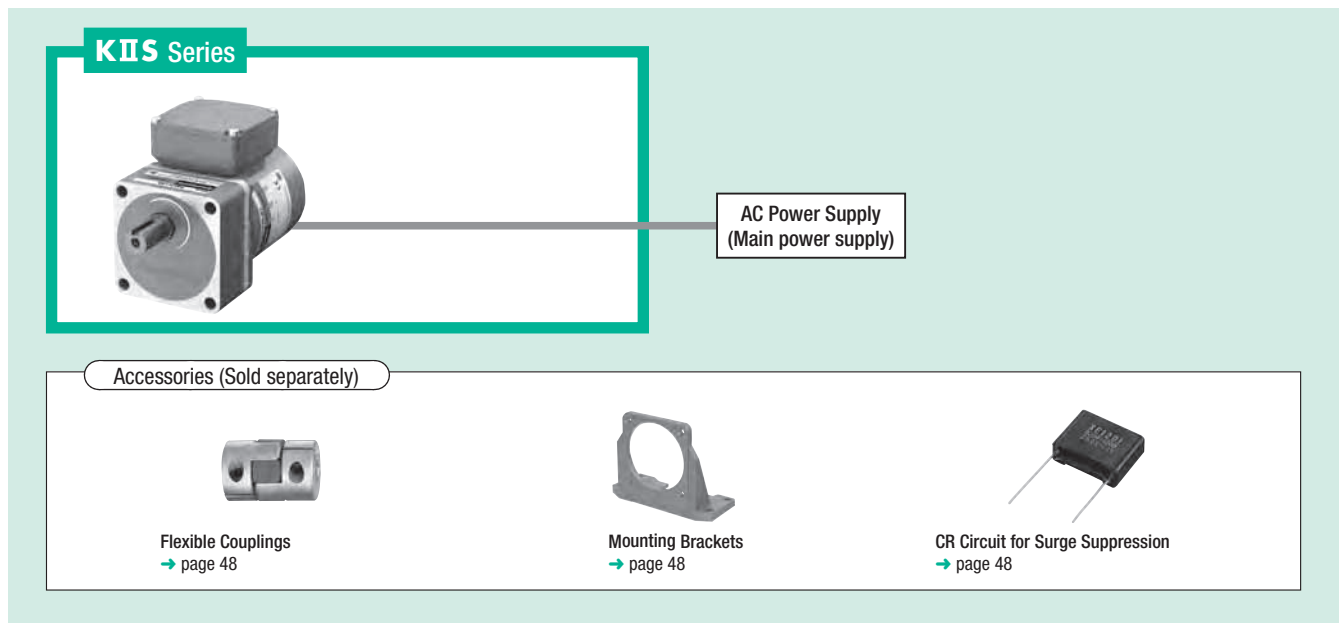 KIIS Series
AC Power Supply
(Main power supply)
Accessories (Sold separately)
Flexible Couplings
➜ page 48
Mounting Brackets
➜ page 48
CR Circuit for Surge Suppression
➜ page 48